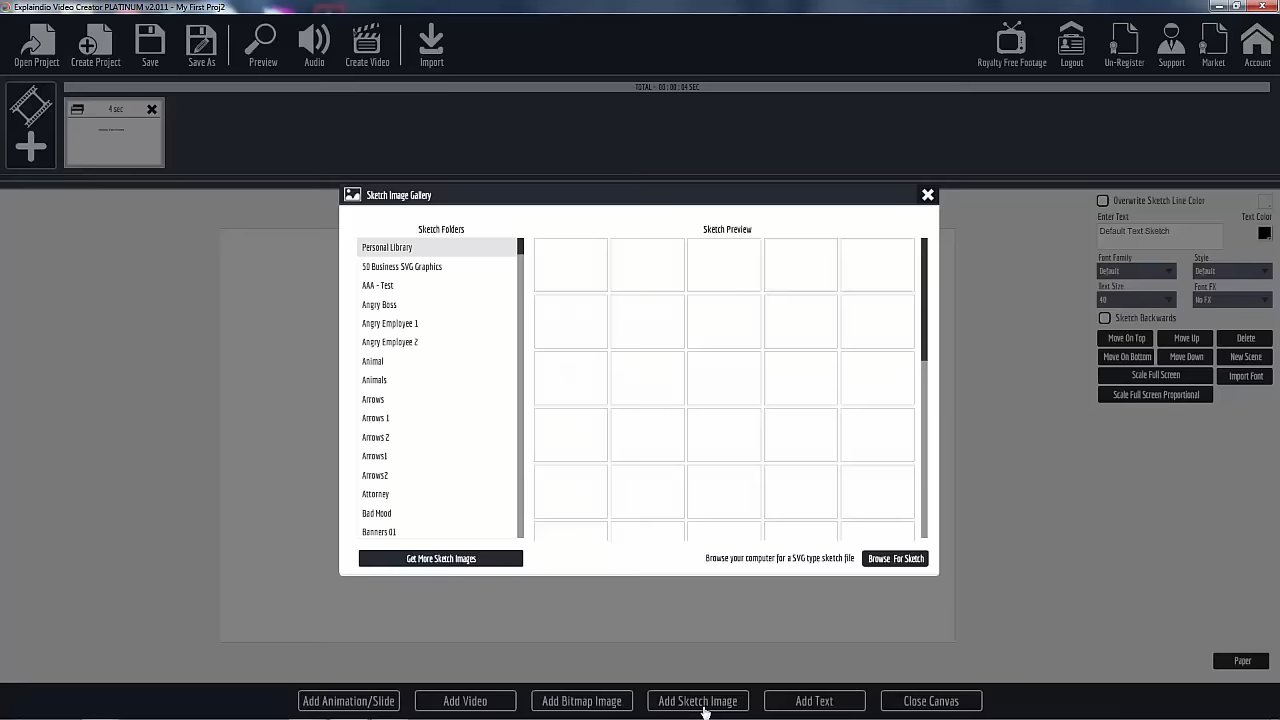 Explaindio Video Creator PLATINUM v2.011 - My First Proj2
Open Project
Create Project
Save
Save As
Preview
Audio
Create Video
Import
Royalty Free Footage
Logout
Un-Register
Support
Market
Account
TOTAL - 00 : 00 : 04 SEC
4 sec
Sketch Image Gallery
Sketch Folders
Sketch Preview
Personal Library
50 Business SVG Graphics
AAA - Test
Angry Boss
Angry Employee 1
Angry Employee 2
Animal
Animals
Arrows
Arrows 1
Arrows 2
Arrows1
Arrows2
Attorney
Bad Mood
Banners 01
Get More Sketch Images
Browse your computer for a SVG type sketch file
Browse For Sketch
Overwrite Sketch Line Color
Enter Text
Text Color
Default Text Sketch
Font Family
Style
Default
Default
Text Size
Font FX
40
No FX
Sketch Backwards
Move On Top
Move Up
Delete
Move On Bottom
Move Down
New Scene
Scale Full Screen
Import Font
Scale Full Screen Proportional
Paper
Add Animation/Slide
Add Video
Add Bitmap Image
Add Sketch Image
Add Text
Close Canvas